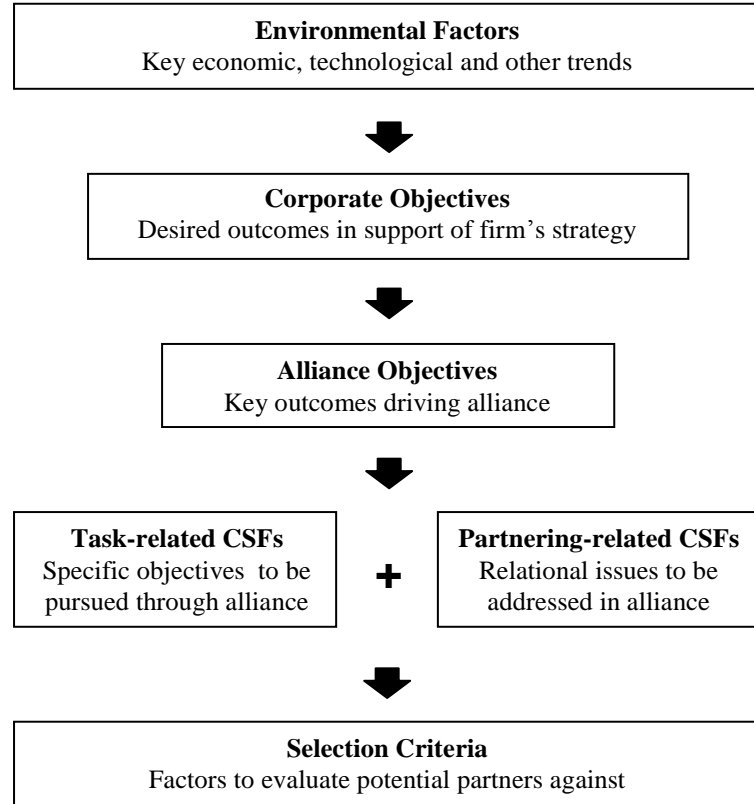 Environmental Factors
Key economic, technological and other trends
Corporate Objectives
Desired outcomes in support of firm’s strategy
Alliance Objectives
Key outcomes driving alliance
Task-related CSFs
Specific objectives to be
pursued through alliance
+
Partnering-related CSFs
Relational issues to be
addressed in alliance
Selection Criteria
Factors to evaluate potential partners against